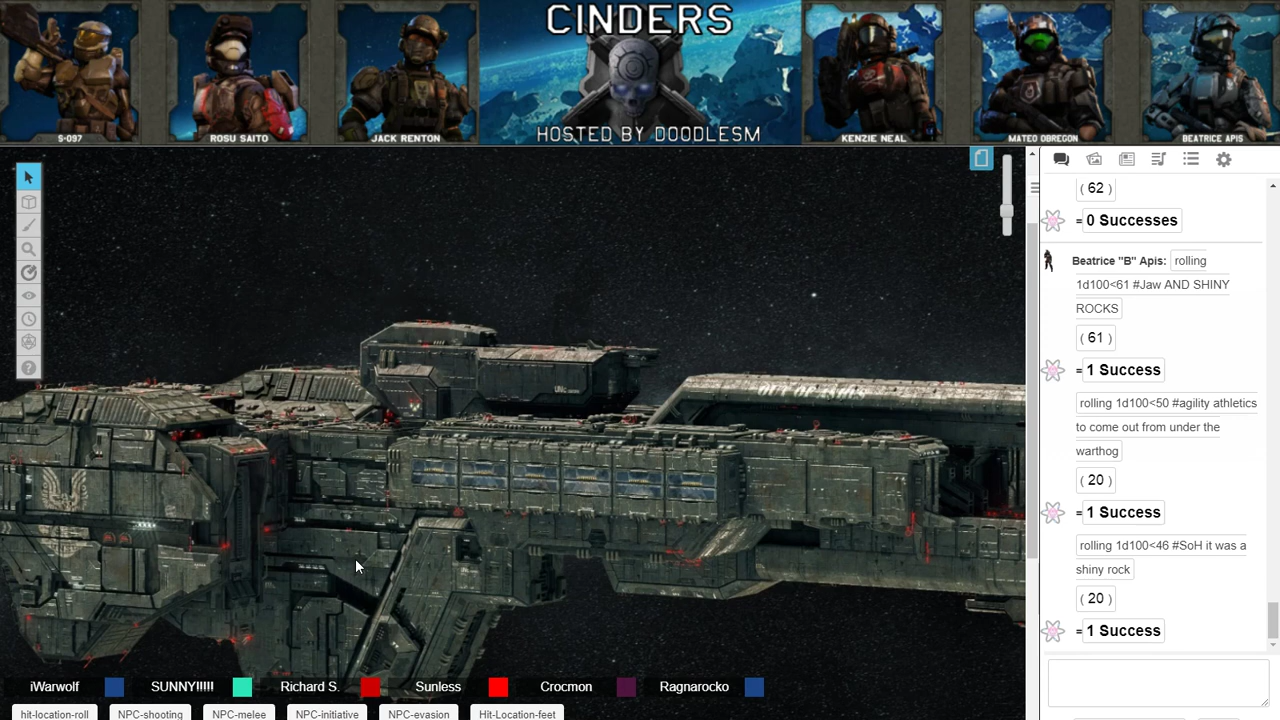 CINDERS
HOSTED BY DOODLESM
S-097
ROSU SAITO
JACK RENTON
KENZIE NEAL
MATEO OBREGON
BEATRICE APIS
( 62 )
= 0 Successes
Beatrice "B" Apis: rolling
1d100<61 #Jaw AND SHINY
ROCKS
( 61 )
= 1 Success
rolling 1d100<50 #agility athletics
to come out from under the
warthog
( 20 )
= 1 Success
rolling 1d100<46 #SoH it was a
shiny rock
( 20 )
= 1 Success
iWarwolf
SUNNY!!!!!
Richard S.
Sunless
Crocmon
Ragnarocko
hit-location-roll
NPC-shooting
NPC-melee
NPC-initiative
NPC-evasion
Hit-Location-feet